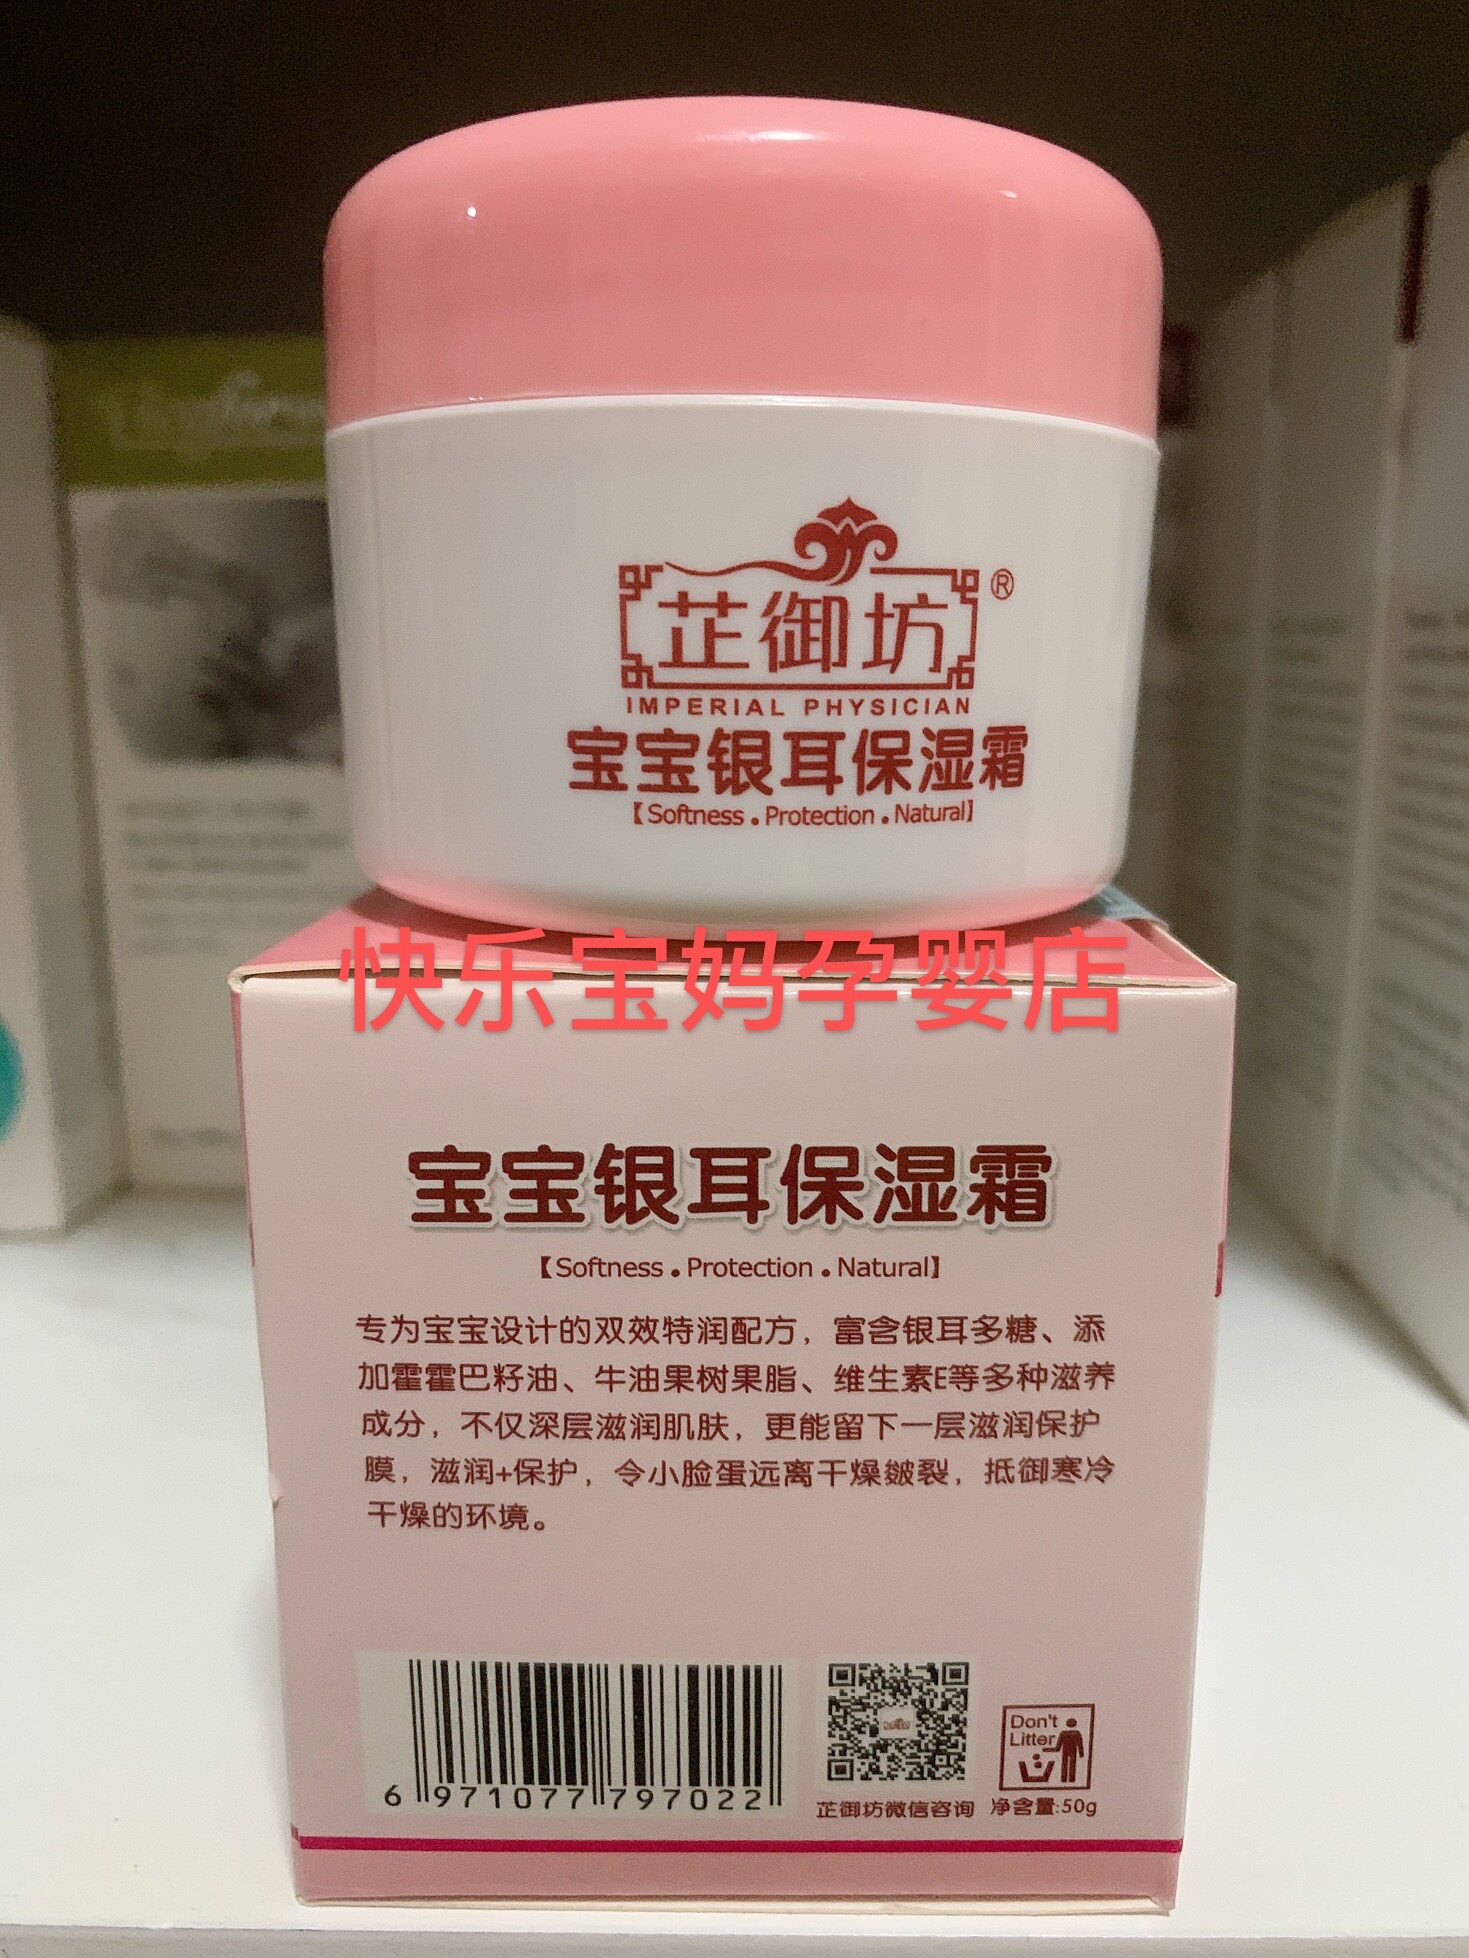 芷御坊®
IMPERIAL PHYSICIAN
宝宝银耳保湿霜
【Softness.Protection.Natural】
快乐宝妈孕婴店
宝宝银耳保湿霜
【Softness.Protection.Natural】
专为宝宝设计的双效特润配方，富含银耳多糖、添
加霍霍巴籽油、牛油果树果脂、维生素E等多种滋养
成分，不仅深层滋润肌肤，更能留下一层滋润保护
膜，滋润+保护，令小脸蛋远离干燥皴裂，抵御寒冷
干燥的环境。
6 971077 797022
芷御坊微信咨询
Don't
Litter
净含量:50g